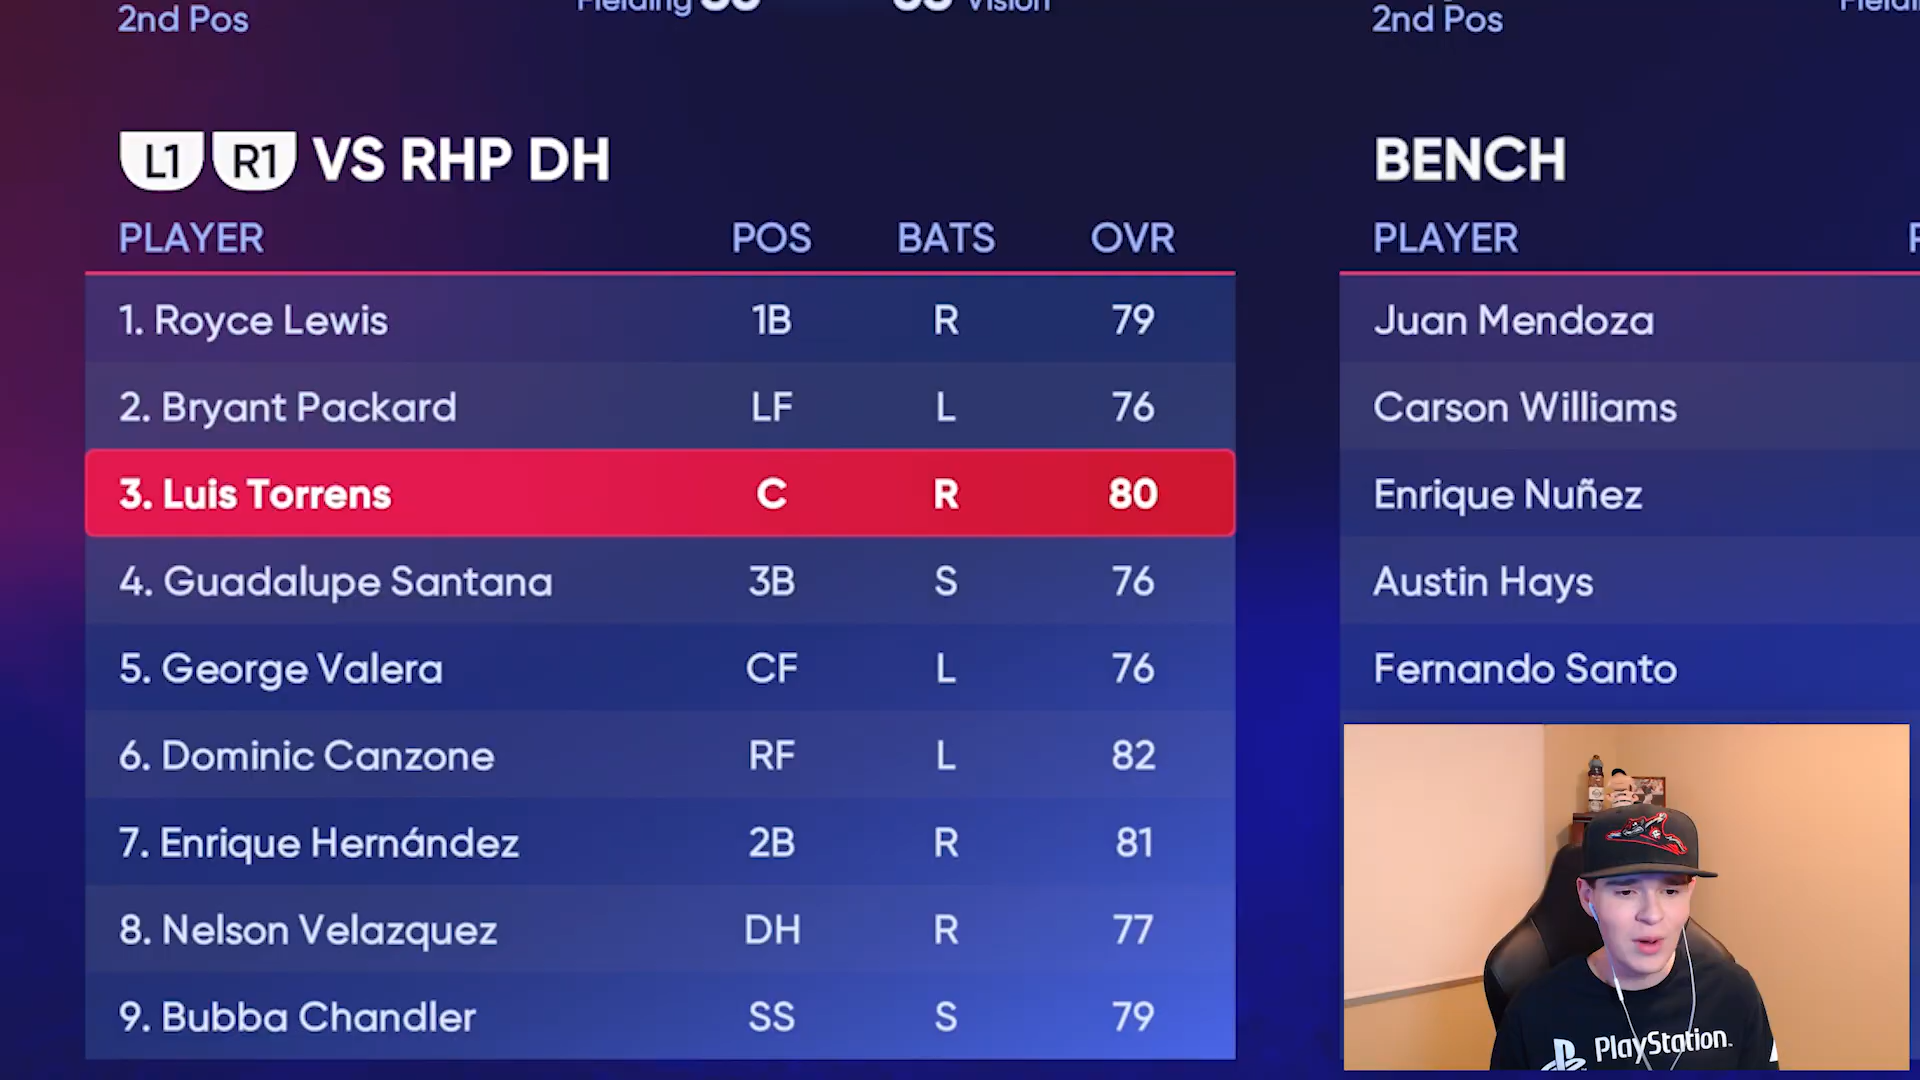 2nd Pos
Fielding
Vision
2nd Pos
L1 R1 VS RHP DH
PLAYER POS BATS OVR
1. Royce Lewis 1B R 79
2. Bryant Packard LF L 76
3. Luis Torrens C R 80
4. Guadalupe Santana 3B S 76
5. George Valera CF L 76
6. Dominic Canzone RF L 82
7. Enrique Hernández 2B R 81
8. Nelson Velazquez DH R 77
9. Bubba Chandler SS S 79
BENCH
PLAYER
Juan Mendoza
Carson Williams
Enrique Nuñez
Austin Hays
Fernando Santo
PlayStation